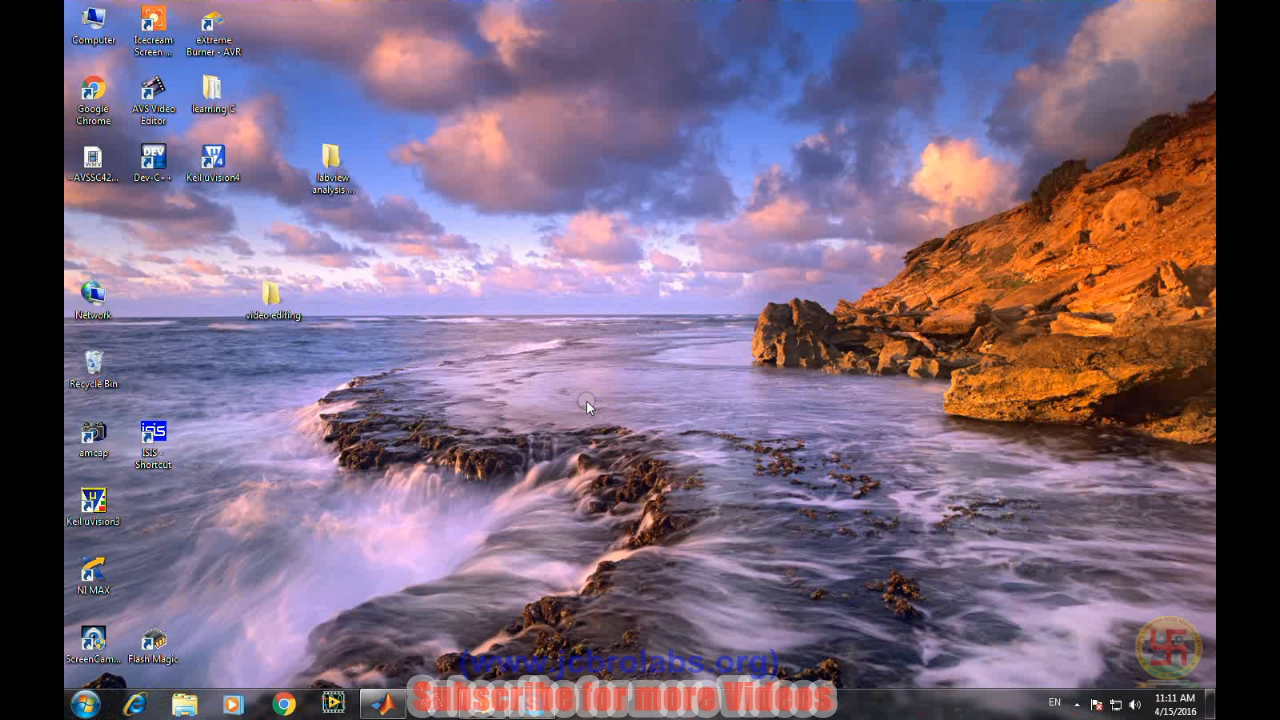 Computer
Icecream
Screen ...
eXtreme
Burner - AVR
Google
Chrome
AVS Video
Editor
learning C
~AVSSC42...
Dev-C++
Keil uVision4
labview
analysis....
Network
video editing
Recycle Bin
amcap
ISIS -
Shortcut
Keil uVision3
NI MAX
ScreenCam...
Flash Magic
(www.jcbrolabs.org)
Subscribe for more Videos
EN
11:11 AM
4/15/2016